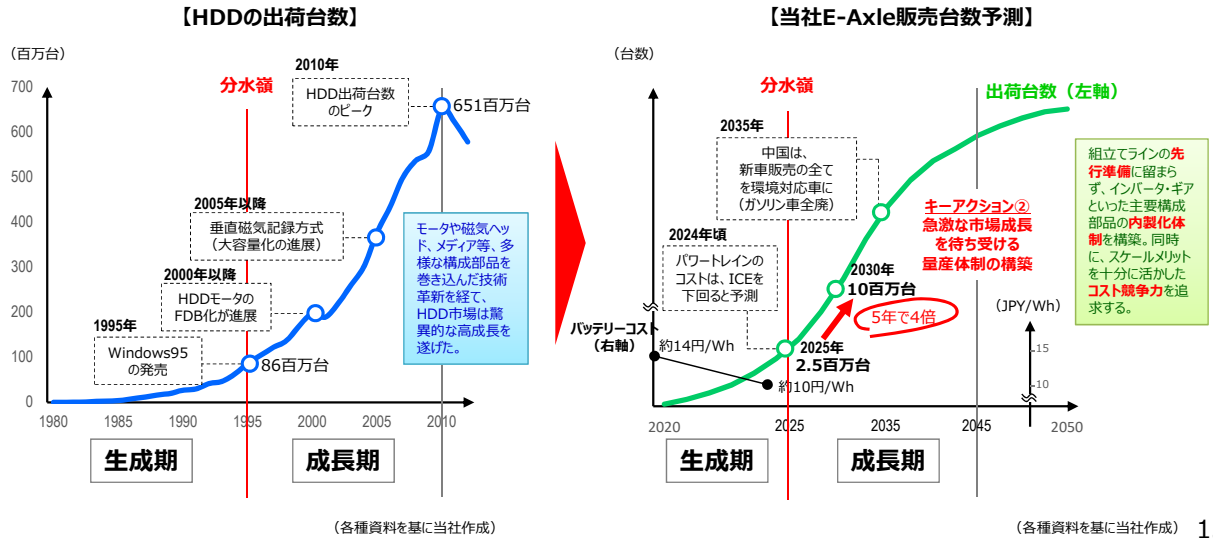 【HDDの出荷台数】
（百万台）
700
600
500
400
300
200
100
0
分水嶺
2010年
HDD出荷台数
のピーク
651百万台
2005年以降
垂直磁気記録方式
（大容量化の進展）
2000年以降
HDDモータの
FDB化が進展
1995年
Windows95
の発売
86百万台
モータや磁気ヘッ
ド、メディア等、多
様な構成部品を
巻き込んだ技術
革新を経て、
HDD市場は驚
異的な高成長を
遂げた。
1980
1985
1990
1995
2000
2005
2010
生成期
成長期
（各種資料を基に当社作成）
【当社E-Axle販売台数予測】
（台数）
分水嶺
出荷台数（左軸）
2035年
中国は、
新車販売の全て
を環境対応車に
（ガソリン車全廃）
2024年頃
パワートレインの
コストは、ICEを
下回ると予測
キーアクション②
急激な市場成長
を待ち受ける
量産体制の構築
2030年
10百万台
5年で4倍
2025年
2.5百万台
バッテリーコスト
（右軸）
約14円/Wh
約10円/Wh
（JPY/Wh）
15
10
組立てラインの先
行準備に留まら
ず、インバータ・ギア
といった主要構成
部品の内製化体
制を構築。同時
に、スケールメリット
を十分に活かした
コスト競争力を追
求する。
2020
2025
2035
2045
2050
生成期
成長期
（各種資料を基に当社作成）
1